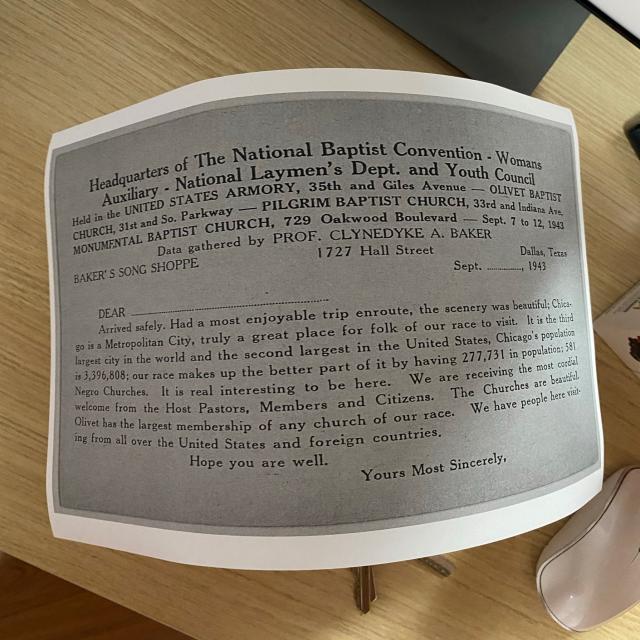 Headquarters of The National Baptist Convention - Womans
Auxiliary - National Laymen's Dept. and Youth Council
Held in the UNITED STATES ARMORY, 35th and Giles Avenue — OLIVET BAPTIST
CHURCH, 31st and So. Parkway — PILGRIM BAPTIST CHURCH, 33rd and Indiana Ave.
MONUMENTAL BAPTIST CHURCH, 729 Oakwood Boulevard — Sept. 7 to 12, 1943
Data gathered by PROF. CLYNEDYKE A. BAKER
BAKER'S SONG SHOPPE 1727 Hall Street Dallas, Texas
Sept. ............, 1943
DEAR ............
Arrived safely. Had a most enjoyable trip enroute, the scenery was beautiful; Chica-
go is a Metropolitan City, truly a great place for folk of our race to visit. It is the third
largest city in the world and the second largest in the United States, Chicago's population
is 3,396,808; our race makes up the better part of it by having 277,731 in population; 581
Negro Churches. It is real interesting to be here. We are receiving the most cordial
welcome from the Host Pastors, Members and Citizens. The Churches are beautiful.
Olivet has the largest membership of any church of our race. We have people here visit-
ing from all over the United States and foreign countries.
Hope you are well.
Yours Most Sincerely,